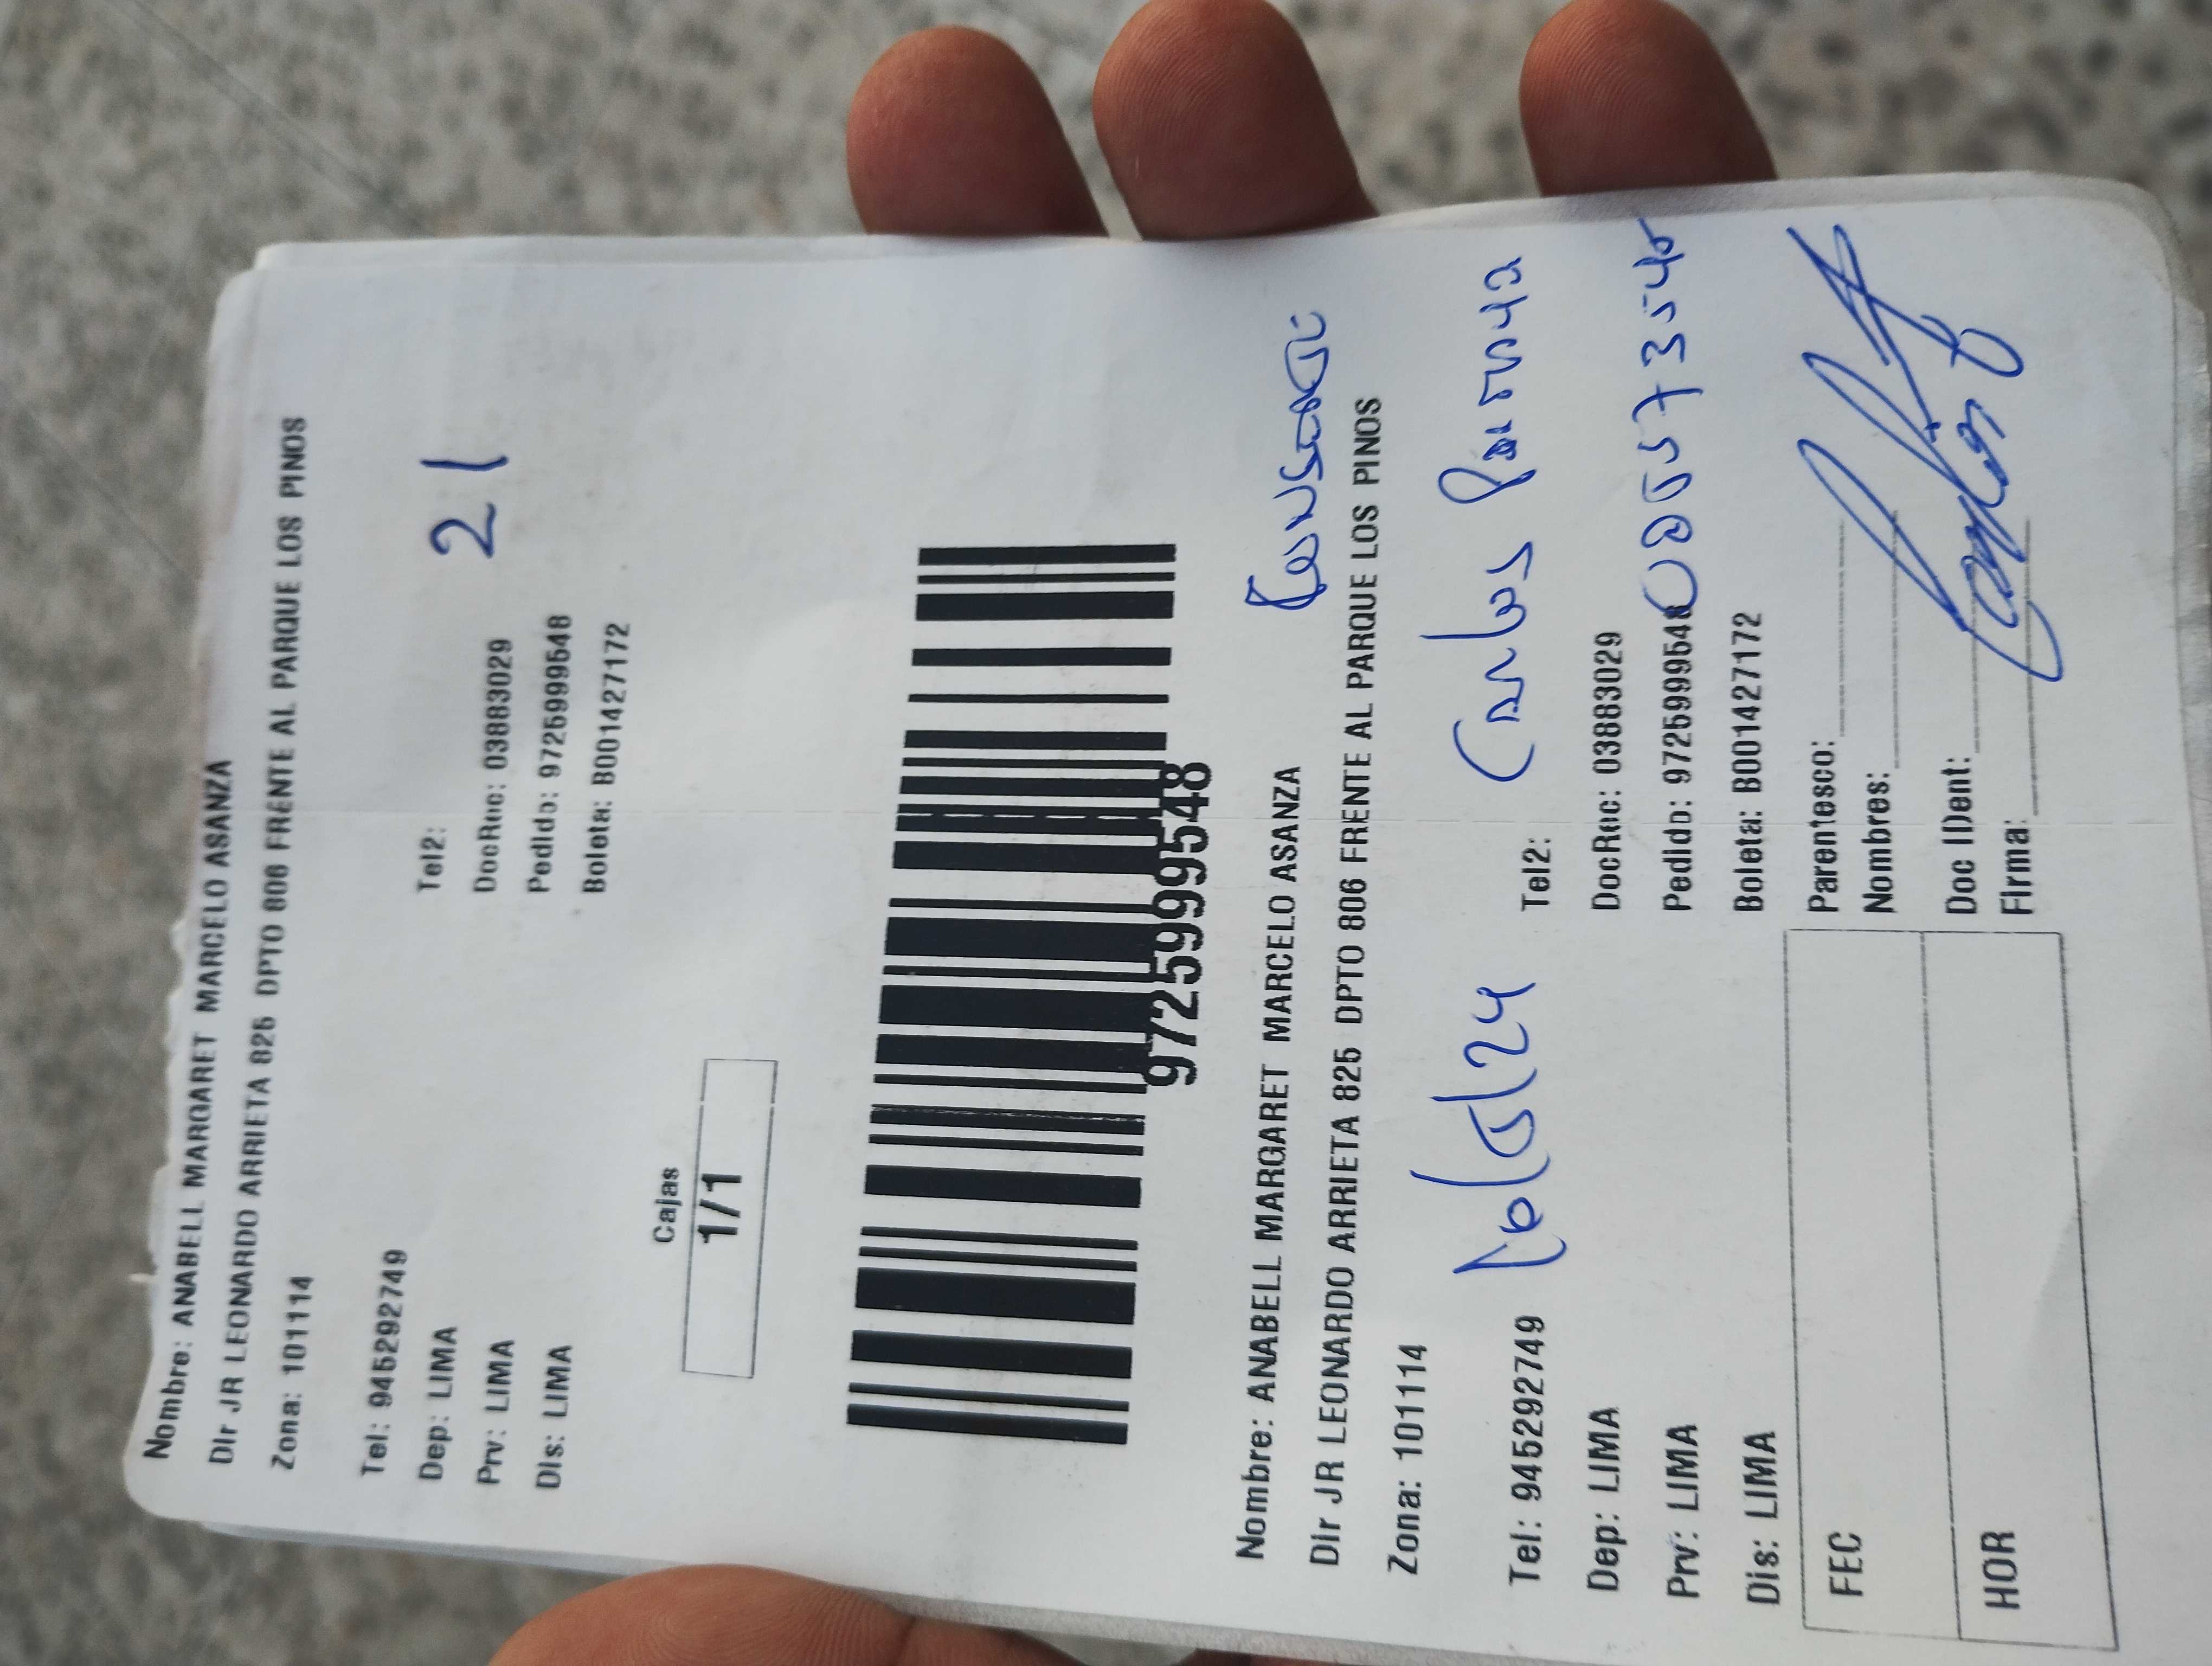 Nombre: ANABELL MARGARET MARCELO ASANZA
Dir JR LEONARDO ARRIETA 825 DPTO 806 FRENTE AL PARQUE LOS PINOS
Zona: 101114
Tel: 945292749 Tel2:
21
Dep: LIMA DocRec: 03883029
Prv: LIMA Pedido: 9725999548
Dis: LIMA Boleta: B001427172
Cajas
1/1
9725999548
Nombre: ANABELL MARGARET MARCELO ASANZA
Dir JR LEONARDO ARRIETA 825 DPTO 806 FRENTE AL PARQUE LOS PINOS
Zona: 101114
Carlos
Tel: 945292749 Tel2:
Dep: LIMA DocRec: 03883029
Prv: LIMA Pedido: 9725999548
Dis: LIMA Boleta: B001427172
FEC Parentesco:
Nombres:
HOR Doc IDent:
Firma: